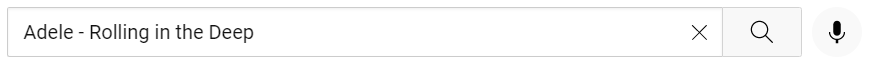 Adele - Rolling in the Deep